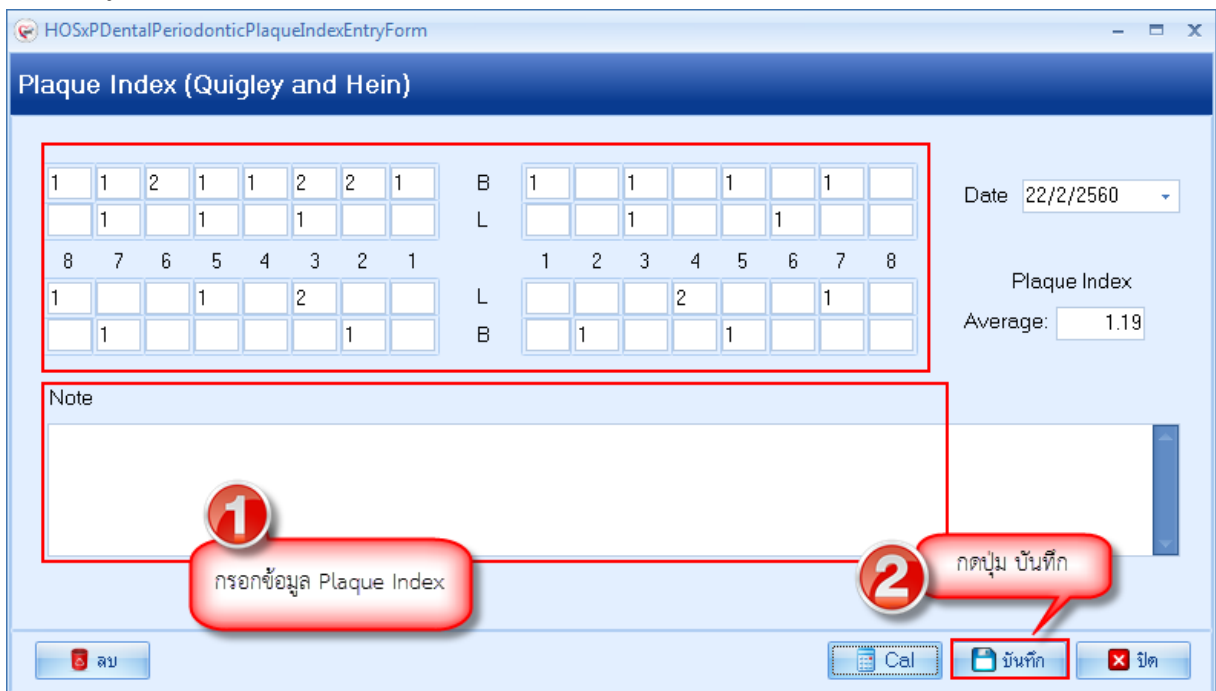 HOSxPDentalPeriodonticPlaqueIndexEntryForm
Plaque Index (Quigley and Hein)
1 1 2 1 1 2 2 1 B 1 1 1 1
1 1 1 L 1 1
8 7 6 5 4 3 2 1 1 2 3 4 5 6 7 8
1 1 2 L 2 1
1 1 B 1 1
Date 22/2/2560
Plaque Index
Average: 1.19
Note
1
กรอกข้อมูล Plaque Index
2
กดปุ่ม บันทึก
ลบ Cal บันทึก ปิด